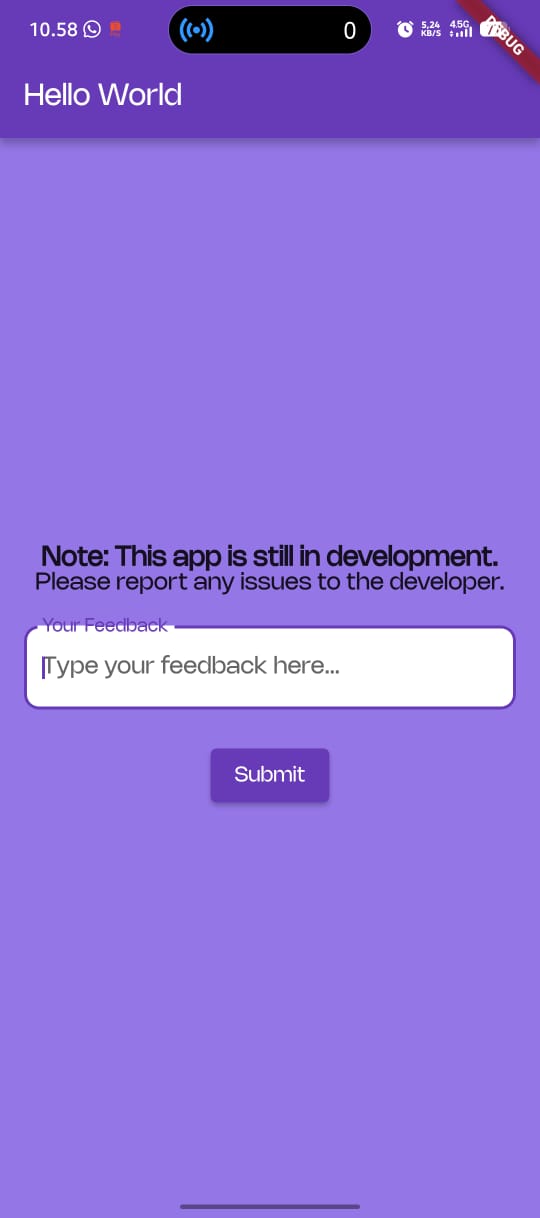 10.58
0
5,24
KB/S
4.5G
DEBUG
Hello World
Note: This app is still in development.
Please report any issues to the developer.
Your Feedback
Type your feedback here...
Submit